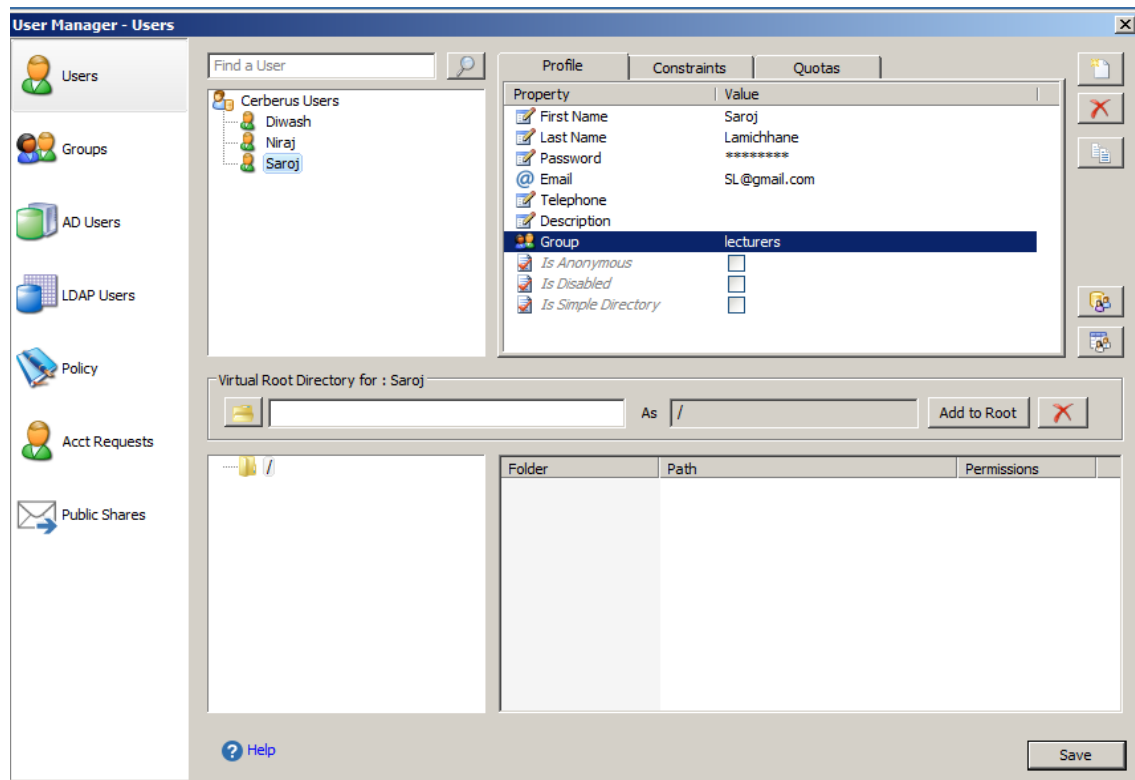 User Manager - Users
Users
Groups
AD Users
LDAP Users
Policy
Acct Requests
Public Shares
Find a User
Cerberus Users
Diwash
Niraj
Saroj
Profile Constraints Quotas
Property Value
First Name Saroj
Last Name Lamichhane
Password ********
@ Email SL@gmail.com
Telephone
Description
Group lecturers
Is Anonymous
Is Disabled
Is Simple Directory
Virtual Root Directory for : Saroj
As / Add to Root
/
Folder Path Permissions
? Help
Save